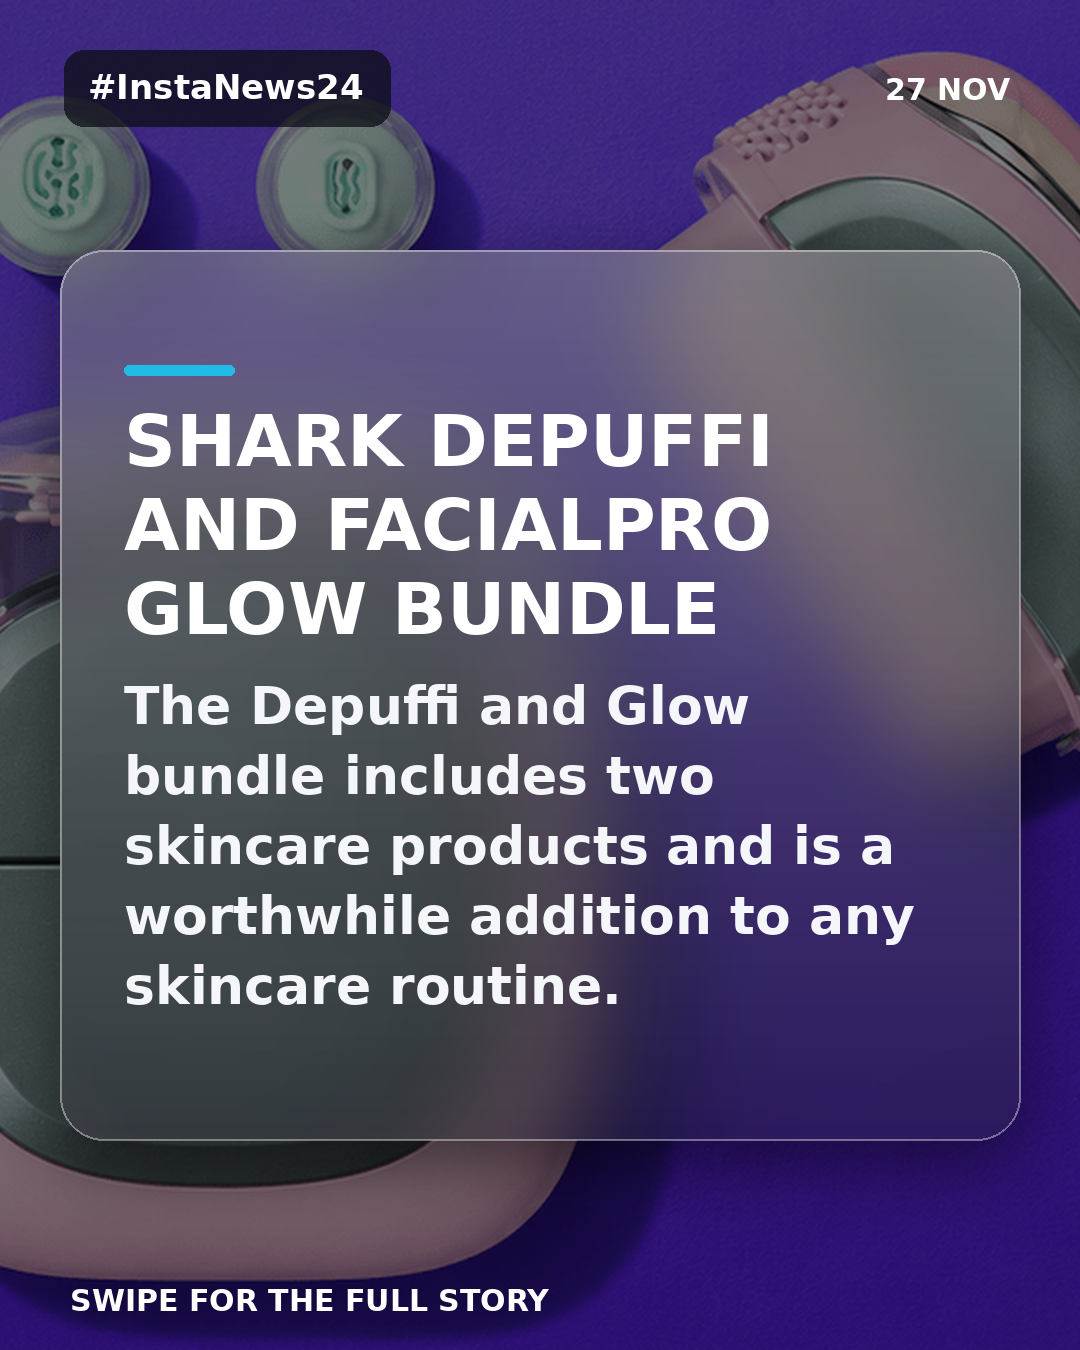 #InstaNews24
27 NOV
SHARK DEPUFFI
AND FACIALPRO
GLOW BUNDLE
The Depuffi and Glow
bundle includes two
skincare products and is a
worthwhile addition to any
skincare routine.
SWIPE FOR THE FULL STORY